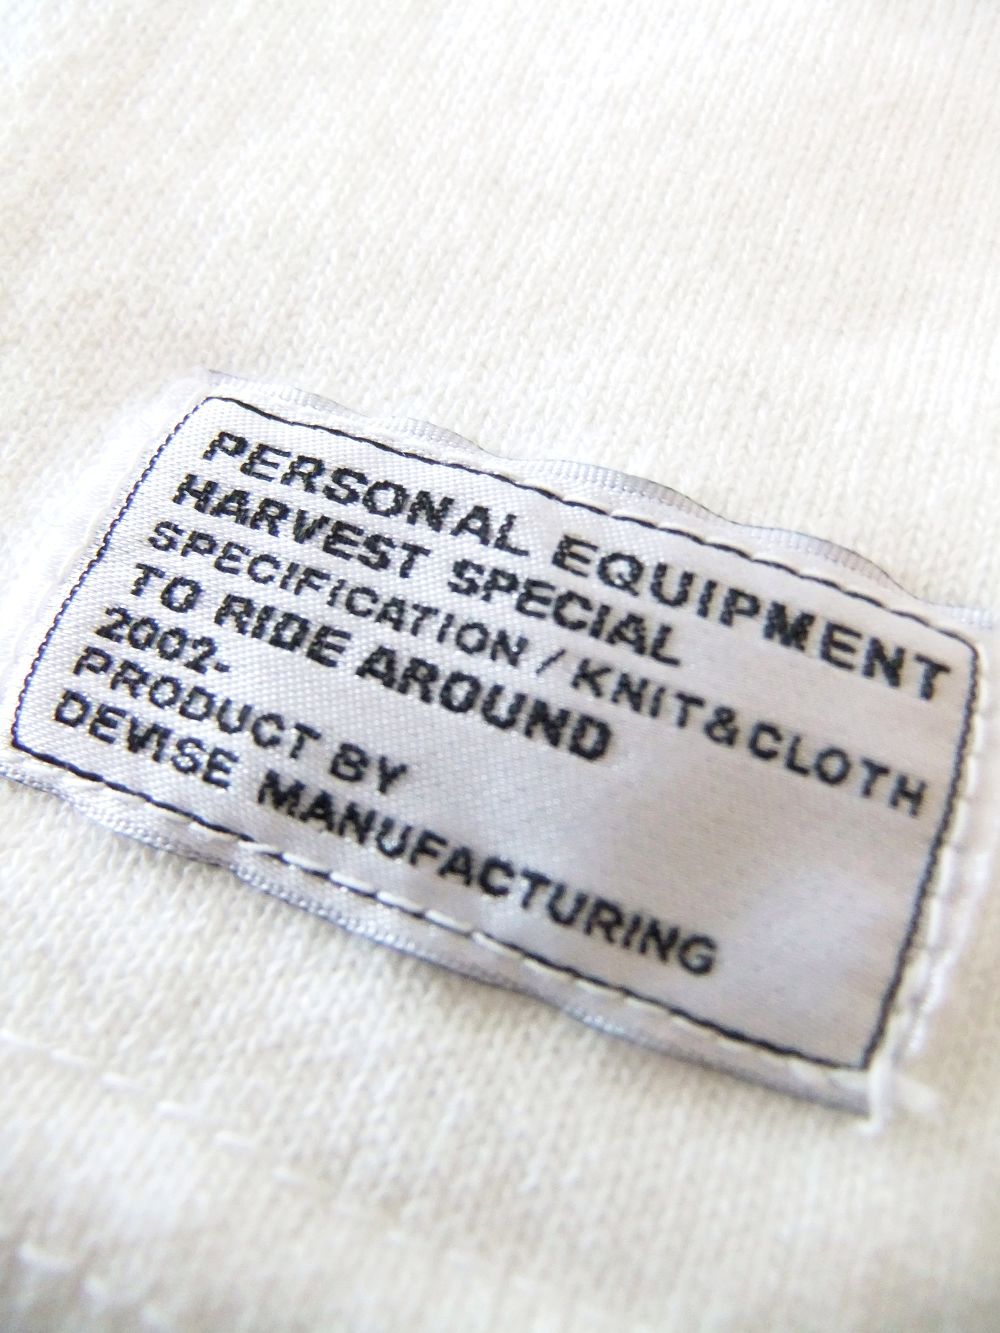 PERSONAL EQUIPMENT
HARVEST SPECIAL
SPECIFICATION / KNIT&CLOTH
TO RIDE AROUND
2002-
PRODUCT BY
DEVISE MANUFACTURING